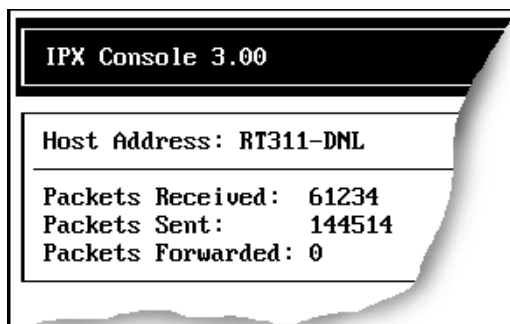 IPX Console 3.00
Host Address: RT311-DNL
Packets Received: 61234
Packets Sent: 144514
Packets Forwarded: 0